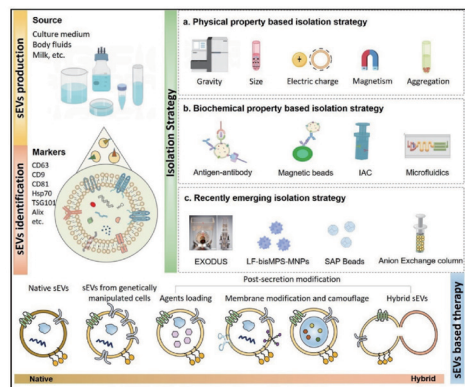 sEVs production
Source
Culture medium
Body fluids
Milk, etc.
sEVs identification
Markers
CD63
CD9
CD81
Hsp70
TSG101
Alix
etc.
Isolation Strategy
a. Physical property based isolation strategy
Gravity
Size
Electric charge
Magnetism
Aggregation
b. Biochemical property based isolation strategy
Antigen-antibody
Magnetic beads
IAC
Microfluidics
c. Recently emerging isolation strategy
EXODUS
LF-bisMPS-MNPs
SAP Beads
Anion Exchange column
Post-secretion modification
Native sEVs
sEVs from genetically
manipulated cells
Agents loading
Membrane modification and camouflage
Hybrid sEVs
sEVs based therapy
Native
Hybrid